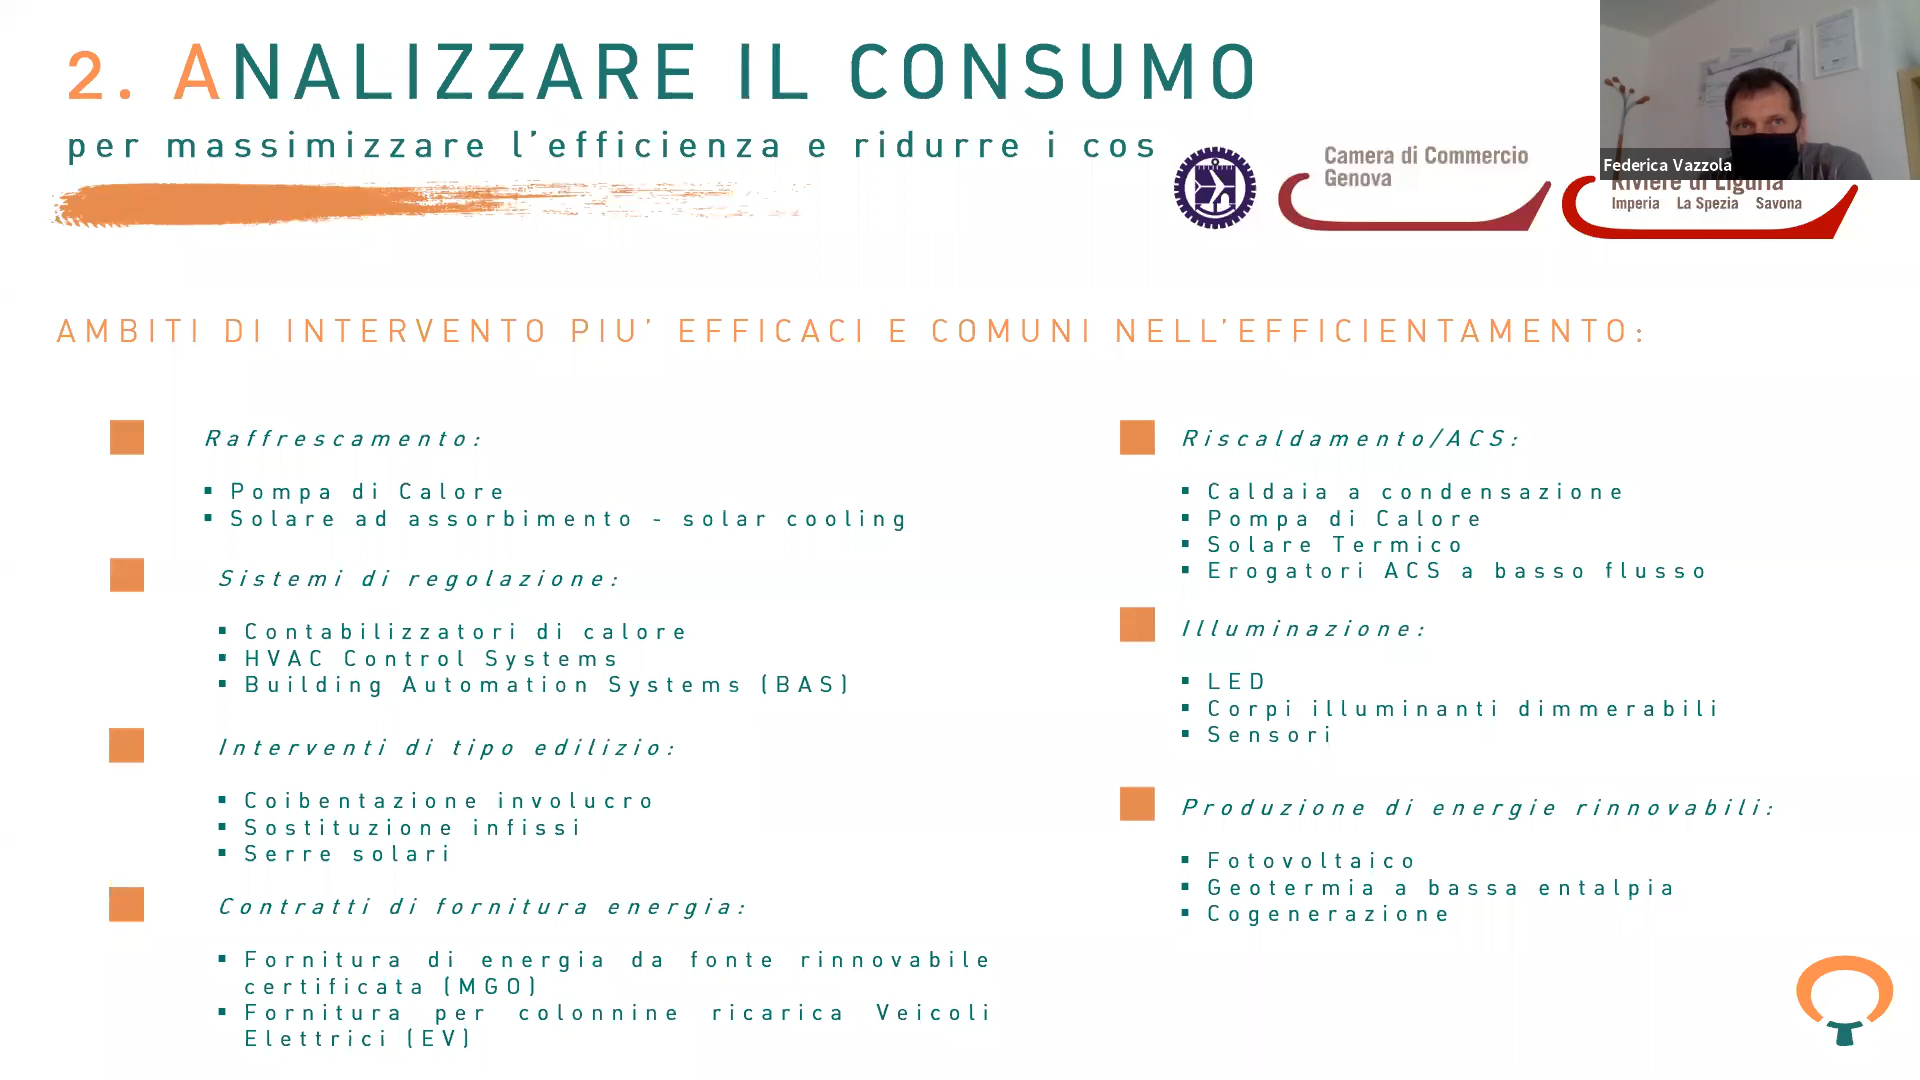 2. ANALIZZARE IL CONSUMO
per massimizzare l'efficienza e ridurre i cos
Camera di Commercio
Genova
Federica Vazzola
Riviere di Liguria
Imperia La Spezia Savona
AMBITI DI INTERVENTO PIU' EFFICACI E COMUNI NELL'EFFICIENTAMENTO:
Raffrescamento:
▪ Pompa di Calore
▪ Solare ad assorbimento - solar cooling
Sistemi di regolazione:
▪ Contabilizzatori di calore
▪ HVAC Control Systems
▪ Building Automation Systems (BAS)
Interventi di tipo edilizio:
▪ Coibentazione involucro
▪ Sostituzione infissi
▪ Serre solari
Contratti di fornitura energia:
▪ Fornitura di energia da fonte rinnovabile
certificata (MGO)
▪ Fornitura per colonnine ricarica Veicoli
Elettrici (EV)
Riscaldamento/ACS:
▪ Caldaia a condensazione
▪ Pompa di Calore
▪ Solare Termico
▪ Erogatori ACS a basso flusso
Illuminazione:
▪ LED
▪ Corpi illuminanti dimmerabili
▪ Sensori
Produzione di energie rinnovabili:
▪ Fotovoltaico
▪ Geotermia a bassa entalpia
▪ Cogenerazione